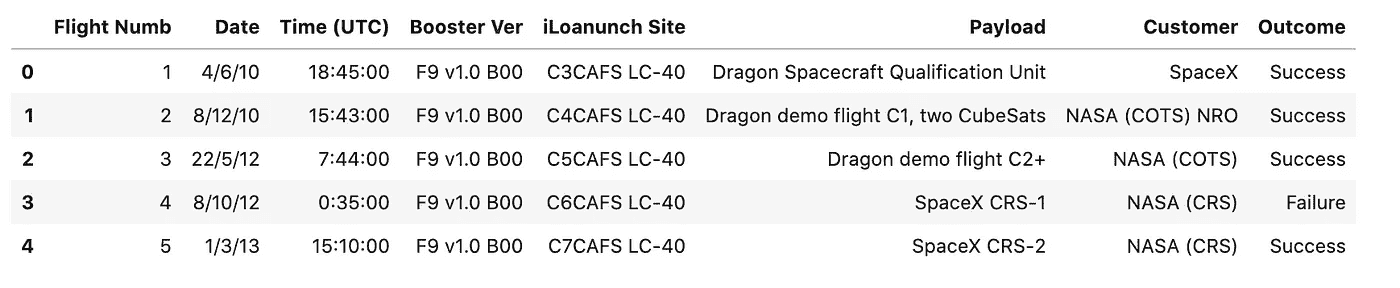 Flight Numb Date Time (UTC) Booster Ver iLoanunch Site Payload Customer Outcome
0 1 4/6/10 18:45:00 F9 v1.0 B00 C3CAFS LC-40 Dragon Spacecraft Qualification Unit SpaceX Success
1 2 8/12/10 15:43:00 F9 v1.0 B00 C4CAFS LC-40 Dragon demo flight C1, two CubeSats NASA (COTS) NRO Success
2 3 22/5/12 7:44:00 F9 v1.0 B00 C5CAFS LC-40 Dragon demo flight C2+ NASA (COTS) Success
3 4 8/10/12 0:35:00 F9 v1.0 B00 C6CAFS LC-40 SpaceX CRS-1 NASA (CRS) Failure
4 5 1/3/13 15:10:00 F9 v1.0 B00 C7CAFS LC-40 SpaceX CRS-2 NASA (CRS) Success